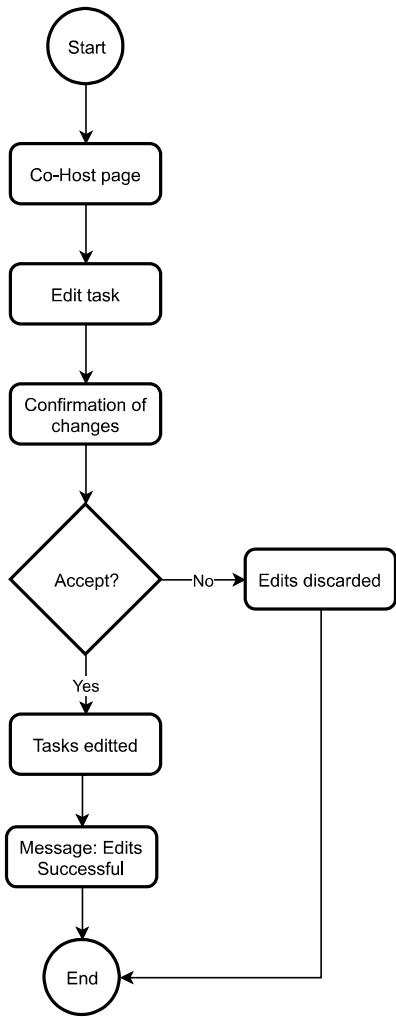 Start
Co-Host page
Edit task
Confirmation of
changes
Accept?
No
Edits discarded
Yes
Tasks editted
Message: Edits
Successful
End